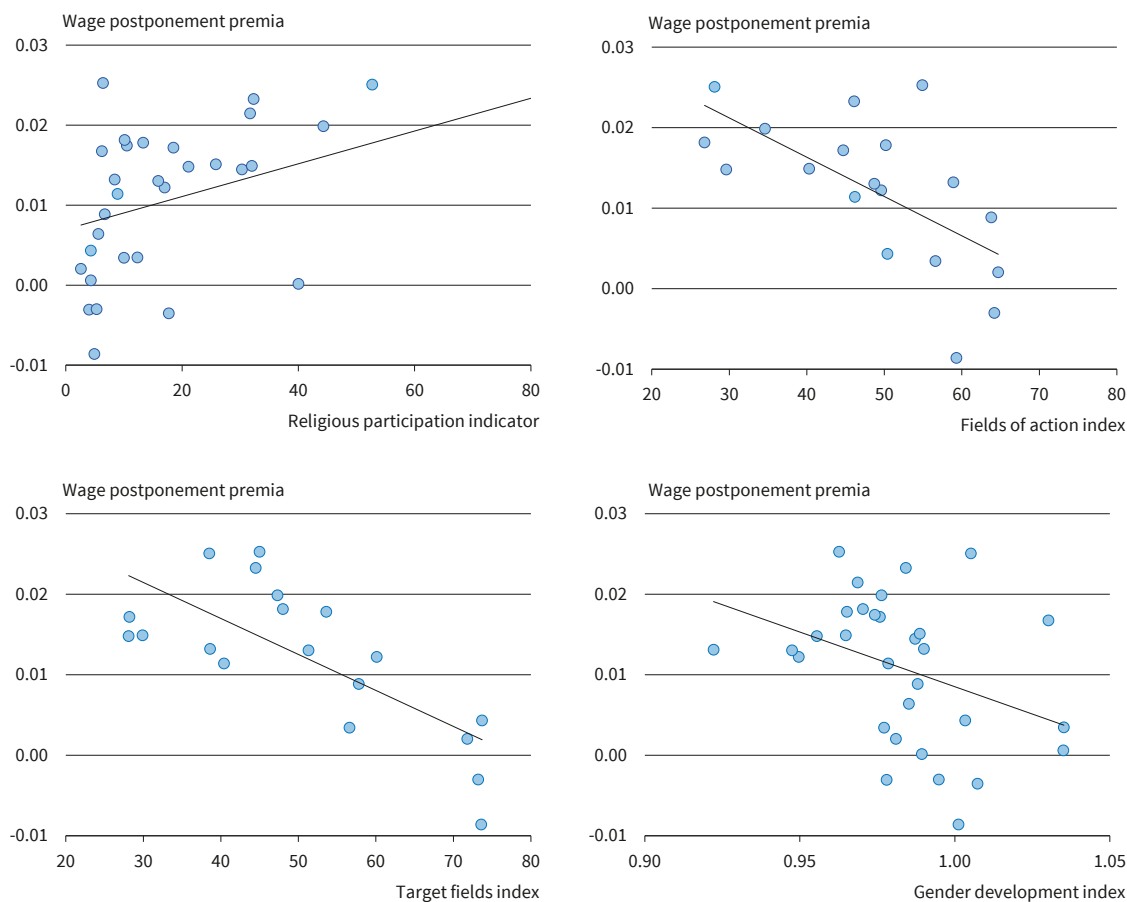 Wage postponement premia
0.03
0.02
0.01
0.00
-0.01
0 20 40 60 80
Religious participation indicator
Wage postponement premia
0.03
0.02
0.01
0.00
-0.01
20 30 40 50 60 70 80
Fields of action index
Wage postponement premia
0.03
0.02
0.01
0.00
-0.01
20 30 40 50 60 70 80
Target fields index
Wage postponement premia
0.03
0.02
0.01
0.00
-0.01
0.90 0.95 1.00 1.05
Gender development index